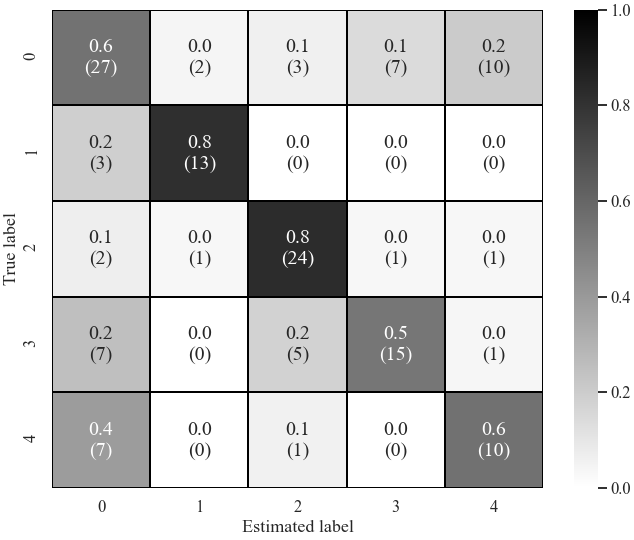 1.0
0.6 0.0 0.1 0.1 0.2
0 (27) (2) (3) (7) (10)
0.8
0.2 0.8 0.0 0.0 0.0
1 (3) (13) (0) (0) (0)
0.6
True label
0.1 0.0 0.8 0.0 0.0
2 (2) (1) (24) (1) (1)
0.4
0.2 0.0 0.2 0.5 0.0
3 (7) (0) (5) (15) (1)
0.2
0.4 0.0 0.1 0.0 0.6
4 (7) (0) (1) (0) (10)
0.0
0 1 2 3 4
Estimated label